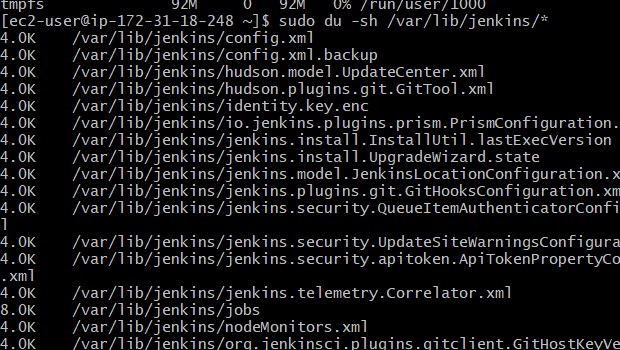 tmpfs 92M 0 92M 0% /run/user/1000
[ec2-user@ip-172-31-18-248 ~]$ sudo du -sh /var/lib/jenkins/*
4.0K /var/lib/jenkins/config.xml
4.0K /var/lib/jenkins/config.xml.backup
4.0K /var/lib/jenkins/hudson.model.UpdateCenter.xml
4.0K /var/lib/jenkins/hudson.plugins.git.GitTool.xml
4.0K /var/lib/jenkins/identity.key.enc
4.0K /var/lib/jenkins/io.jenkins.plugins.prism.PrismConfiguration.
4.0K /var/lib/jenkins/jenkins.install.InstallUtil.lastExecVersion
4.0K /var/lib/jenkins/jenkins.install.UpgradeWizard.state
4.0K /var/lib/jenkins/jenkins.model.JenkinsLocationConfiguration.x
4.0K /var/lib/jenkins/jenkins.plugins.git.GitHooksConfiguration.xm
4.0K /var/lib/jenkins/jenkins.security.QueueItemAuthenticatorConfi
l
4.0K /var/lib/jenkins/jenkins.security.UpdateSiteWarningsConfigura
4.0K /var/lib/jenkins/jenkins.security.apitoken.ApiTokenPropertyCo
.xml
4.0K /var/lib/jenkins/jenkins.telemetry.Correlator.xml
8.0K /var/lib/jenkins/jobs
4.0K /var/lib/jenkins/nodeMonitors.xml
4.0K /var/lib/jenkins/org.jenkinsci.plugins.gitclient.GitHostKeyVe